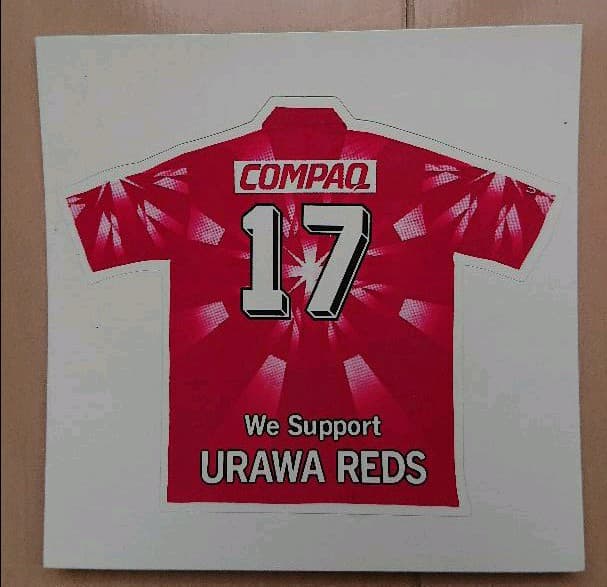 COMPAQ
17
We Support
URAWA REDS